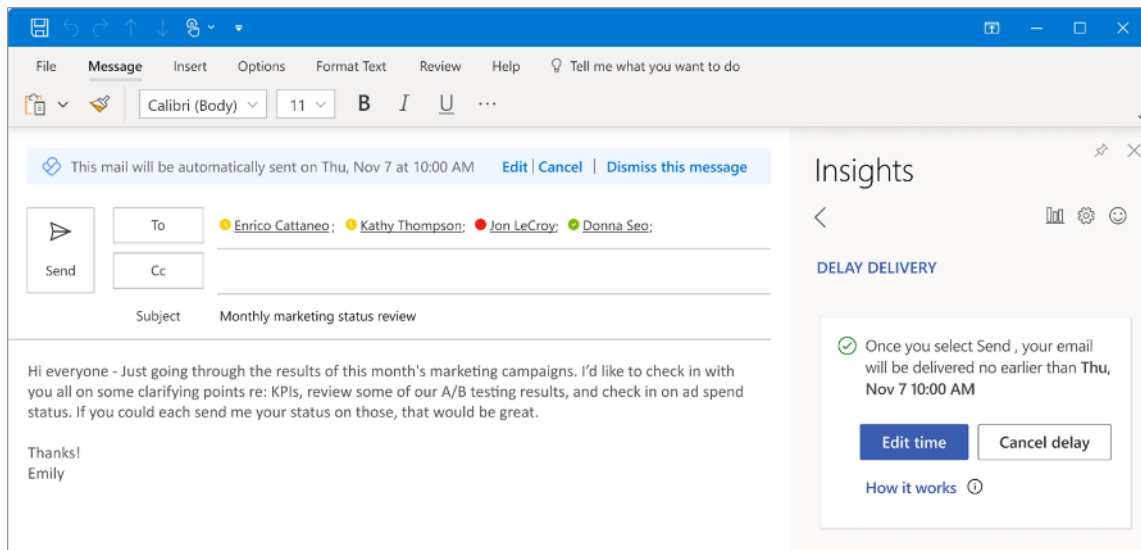 File Message Insert Options Format Text Review Help Tell me what you want to do
Calibri (Body) 11 B I U ...
This mail will be automatically sent on Thu, Nov 7 at 10:00 AM Edit | Cancel | Dismiss this message
Send
To
Enrico Cattaneo; Kathy Thompson; Jon LeCroy; Donna Seo;
Cc
Subject Monthly marketing status review
Hi everyone - Just going through the results of this month's marketing campaigns. I'd like to check in with
you all on some clarifying points re: KPIs, review some of our A/B testing results, and check in on ad spend
status. If you could each send me your status on those, that would be great.
Thanks!
Emily
Insights
DELAY DELIVERY
Once you select Send , your email
will be delivered no earlier than Thu,
Nov 7 10:00 AM
Edit time Cancel delay
How it works